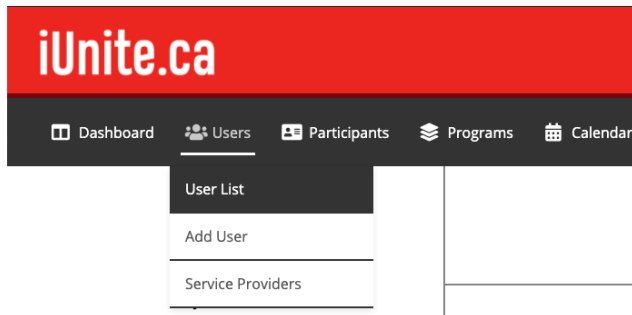 iUnite.ca
Dashboard Users Participants Programs Calendar
User List
Add User
Service Providers